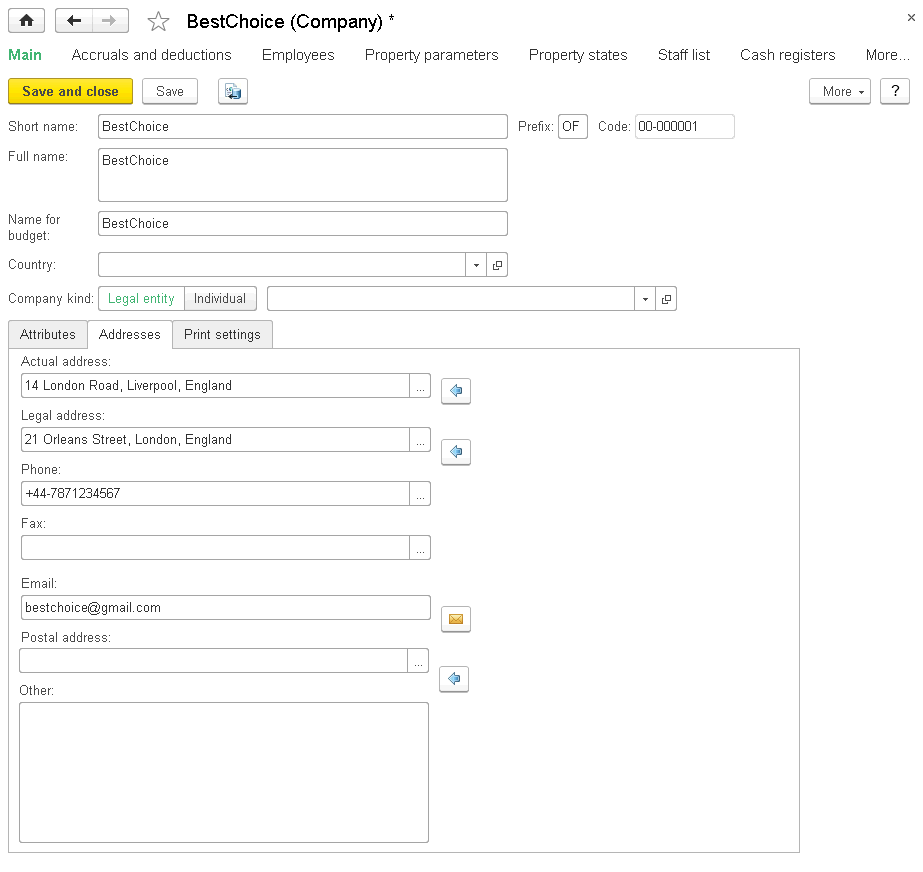 BestChoice (Company) *
×
Main Accruals and deductions Employees Property parameters Property states Staff list Cash registers More...
Save and close Save More ?
Short name: BestChoice Prefix: OF Code: 00-000001
Full name: BestChoice
Name for
budget: BestChoice
Country:
Company kind: Legal entity Individual
Attributes Addresses Print settings
Actual address:
14 London Road, Liverpool, England ...
Legal address:
21 Orleans Street, London, England ...
Phone:
+44-7871234567 ...
Fax:
...
Email:
bestchoice@gmail.com
Postal address:
...
Other: